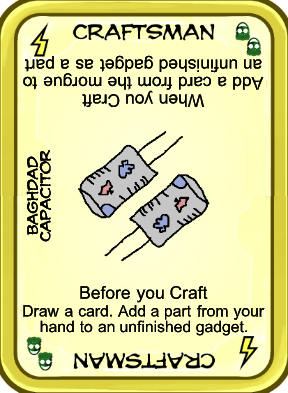 CRAFTSMAN
When you Craft
Add a card from the morgue to
an unfinished gadget as a part
BAGHDAD
CAPACITOR
Before you Craft
Draw a card. Add a part from your
hand to an unfinished gadget.
CRAFTSMAN